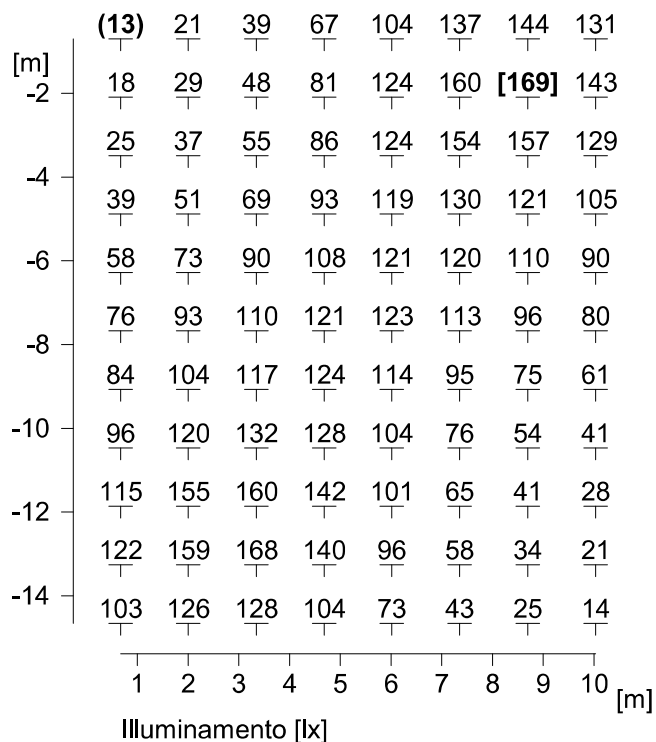 (13) 21 39 67 104 137 144 131
[m]
-2 18 29 48 81 124 160 [169] 143
25 37 55 86 124 154 157 129
-4
39 51 69 93 119 130 121 105
-6 58 73 90 108 121 120 110 90
76 93 110 121 123 113 96 80
-8
84 104 117 124 114 95 75 61
-10 96 120 132 128 104 76 54 41
115 155 160 142 101 65 41 28
-12
122 159 168 140 96 58 34 21
-14 103 126 128 104 73 43 25 14
1 2 3 4 5 6 7 8 9 10 [m]
Illuminamento [lx]